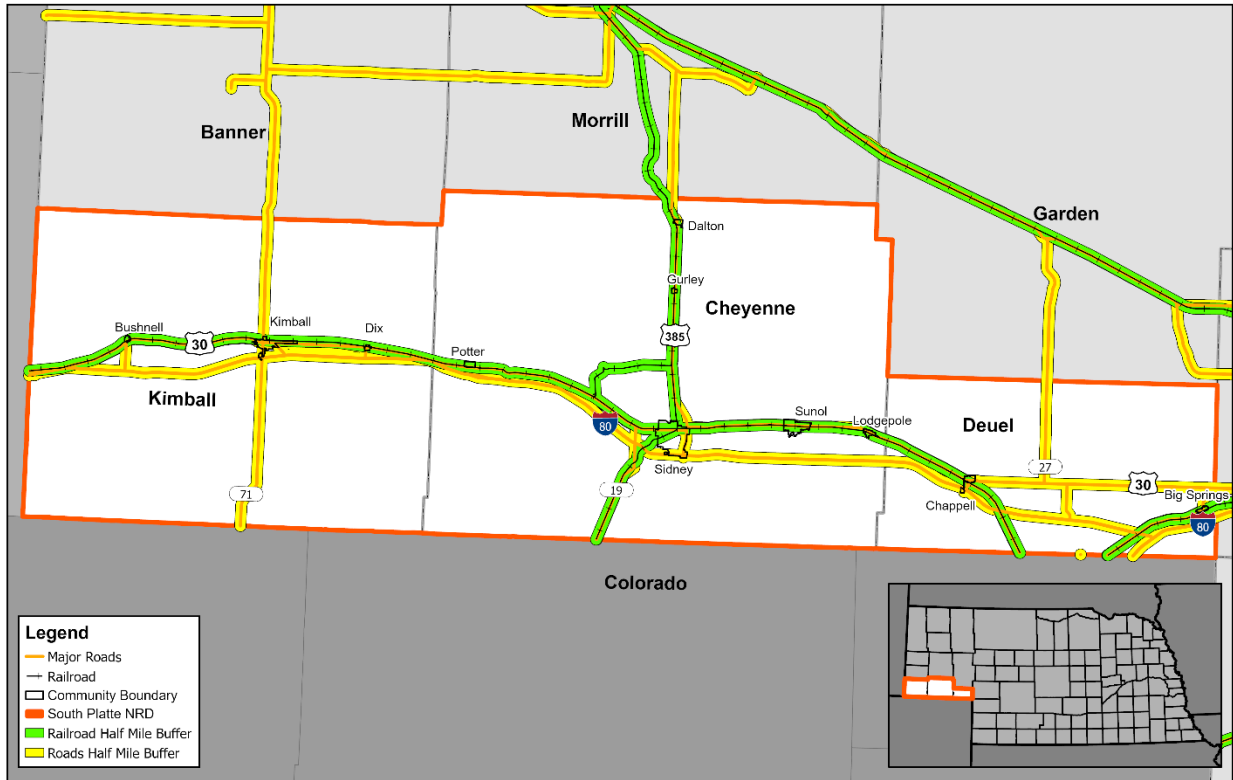 Banner
Morrill
Garden
Dalton
Gurley
Cheyenne
385
Bushnell
30
Kimball
Dix
Potter
Kimball
80
Sunol
Lodgepole
Deuel
Sidney
71
19
27
30
Chappell
Big Springs
80
Colorado
Legend
Major Roads
Railroad
Community Boundary
South Platte NRD
Railroad Half Mile Buffer
Roads Half Mile Buffer